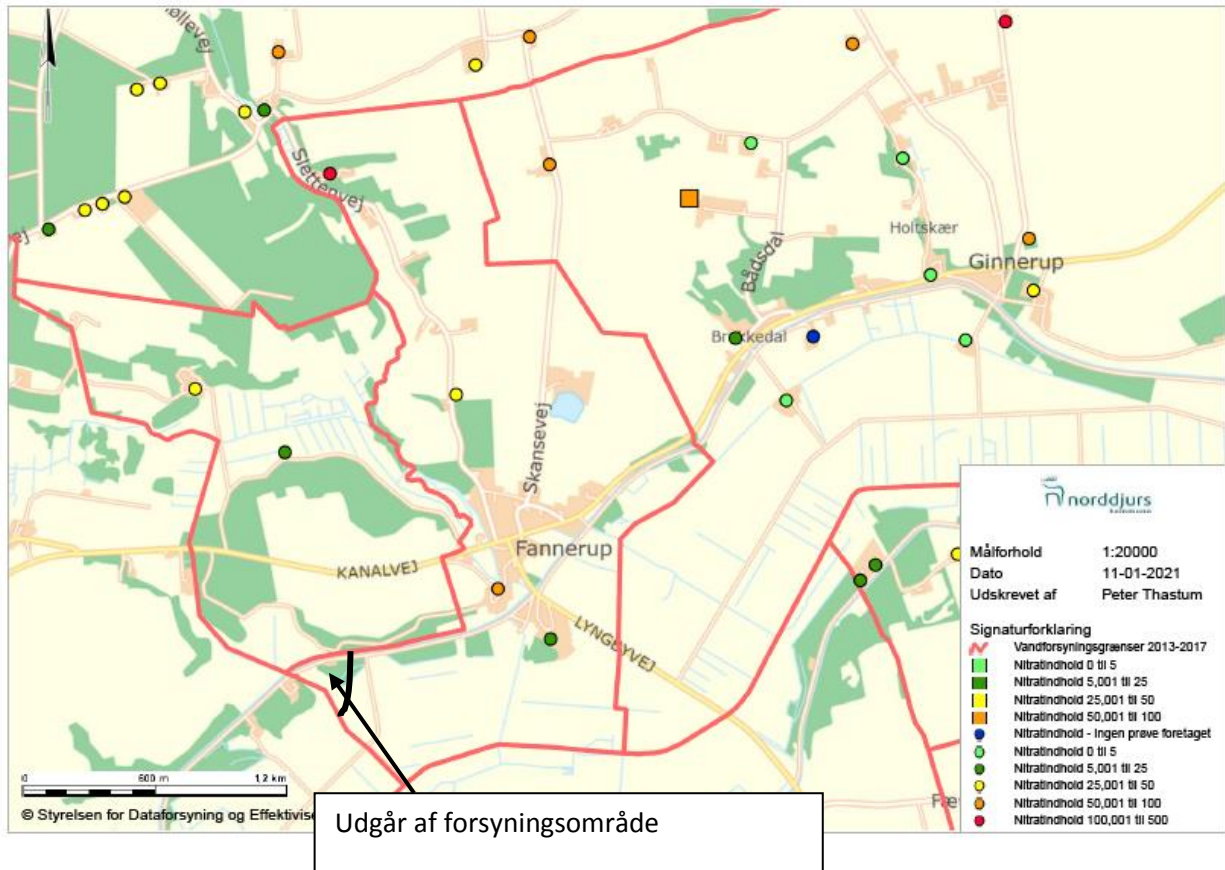 øllevej
Slettenvej
ej
Skansevej
Bådsdal
Holtskær
Ginnerup
Brokkedal
Fannerup
KANALVEJ
LYNGBYVEJ
Fæv
norddjurs
kommune
Målforhold 1:20000
Dato 11-01-2021
Udskrevet af Peter Thastum
Signaturforklaring
Vandforsyningsgrænser 2013-2017
Nitratindhold 0 til 5
Nitratindhold 5,001 til 25
Nitratindhold 25,001 til 50
Nitratindhold 50,001 til 100
Nitratindhold - Ingen prøve foretaget
Nitratindhold 0 til 5
Nitratindhold 5,001 til 25
Nitratindhold 25,001 til 50
Nitratindhold 50,001 til 100
Nitratindhold 100,001 til 500
0 600 m 1,2 km
© Styrelsen for Dataforsyning og Effektivise
Udgår af forsyningsområde